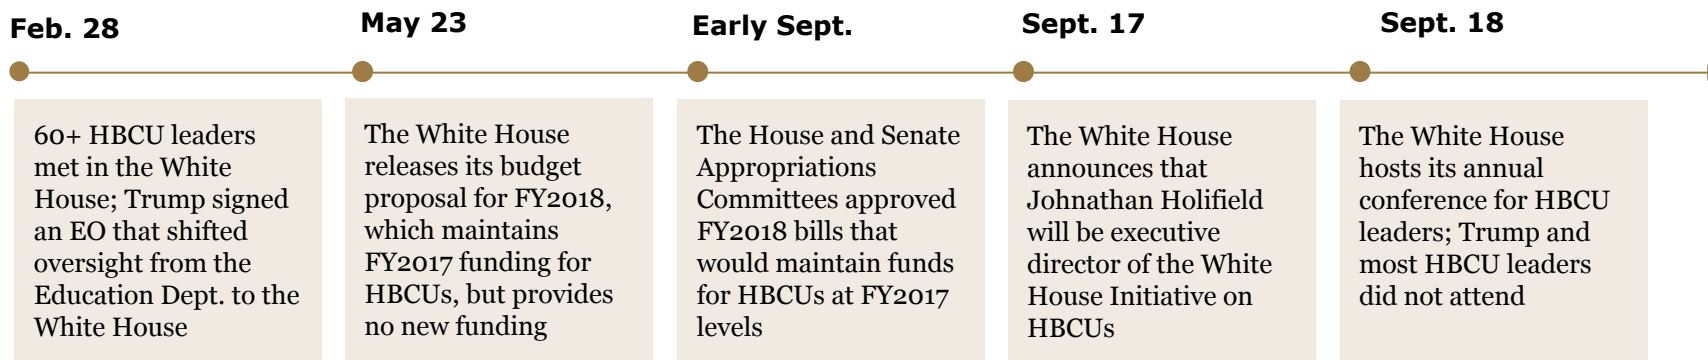 Feb. 28
60+ HBCU leaders
met in the White
House; Trump signed
an EO that shifted
oversight from the
Education Dept. to the
White House
May 23
The White House
releases its budget
proposal for FY2018,
which maintains
FY2017 funding for
HBCUs, but provides
no new funding
Early Sept.
The House and Senate
Appropriations
Committees approved
FY2018 bills that
would maintain funds
for HBCUs at FY2017
levels
Sept. 17
The White House
announces that
Johnathan Holifield
will be executive
director of the White
House Initiative on
HBCUs
Sept. 18
The White House
hosts its annual
conference for HBCU
leaders; Trump and
most HBCU leaders
did not attend